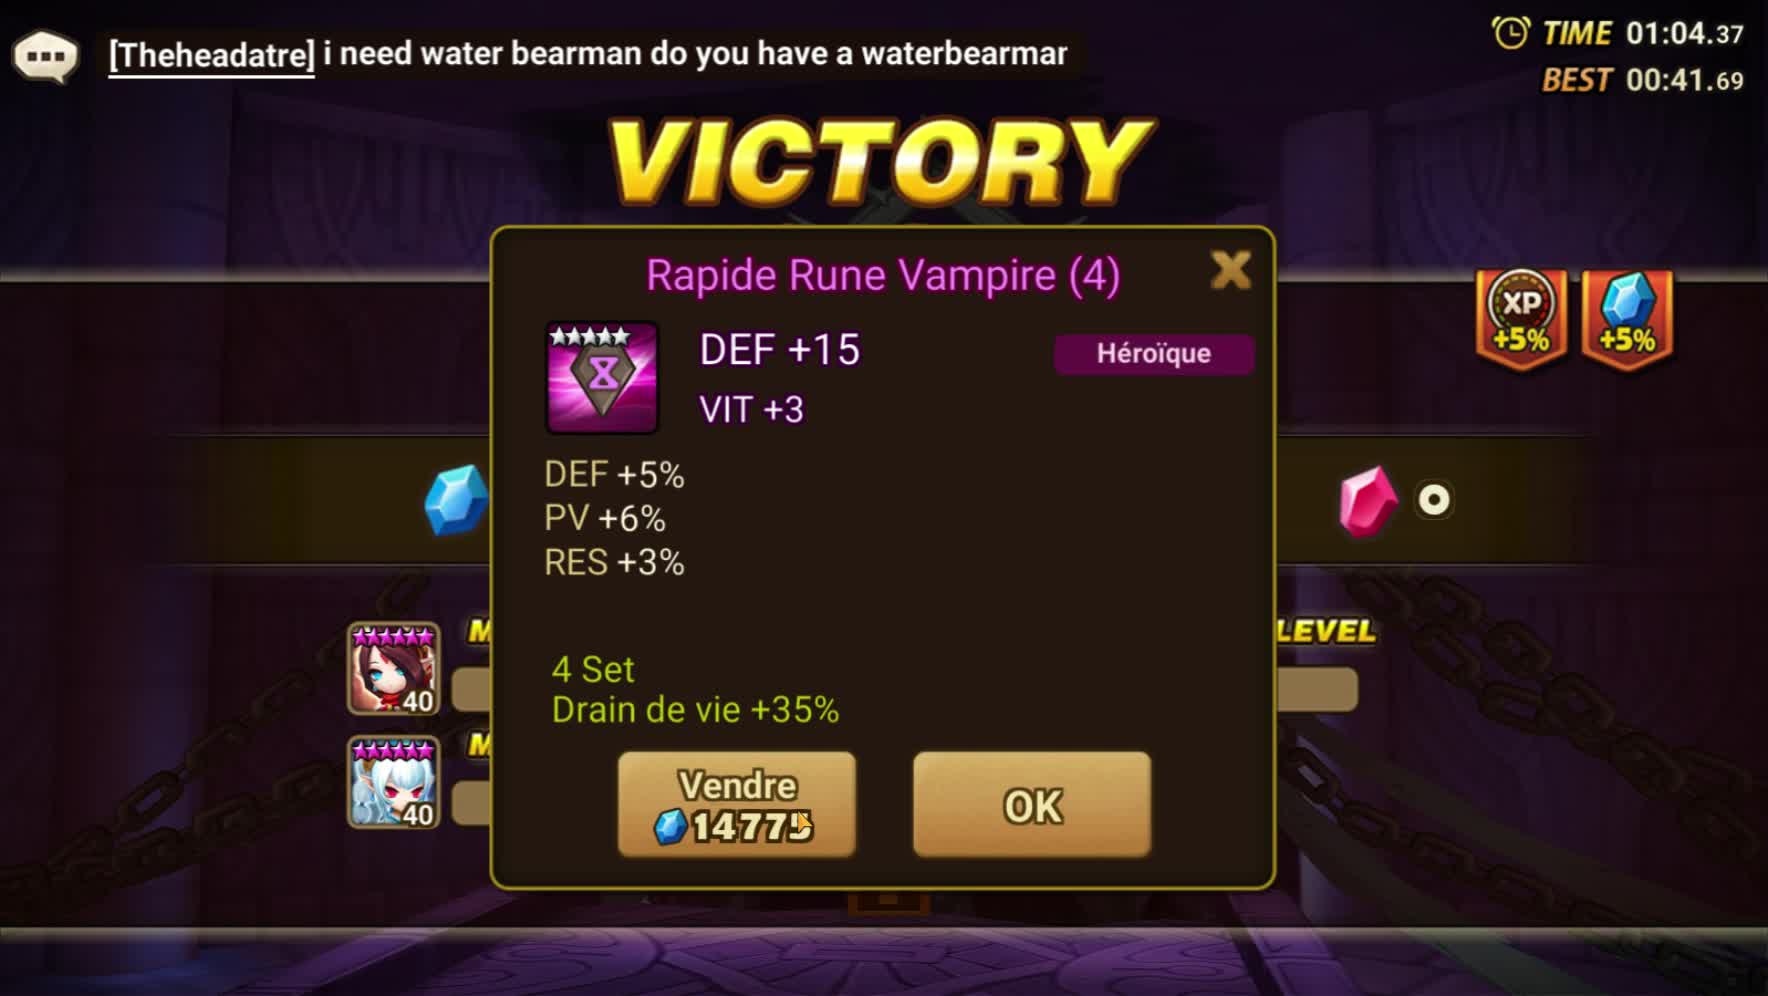 [Theheadatre] i need water bearman do you have a waterbearmar
TIME 01:04.37
BEST 00:41.69
VICTORY
Rapide Rune Vampire (4)
DEF +15
Héroïque
VIT +3
XP
+5%
+5%
DEF +5%
PV +6%
RES +3%
4 Set
Drain de vie +35%
M
LEVEL
40
M
40
Vendre
14775
OK